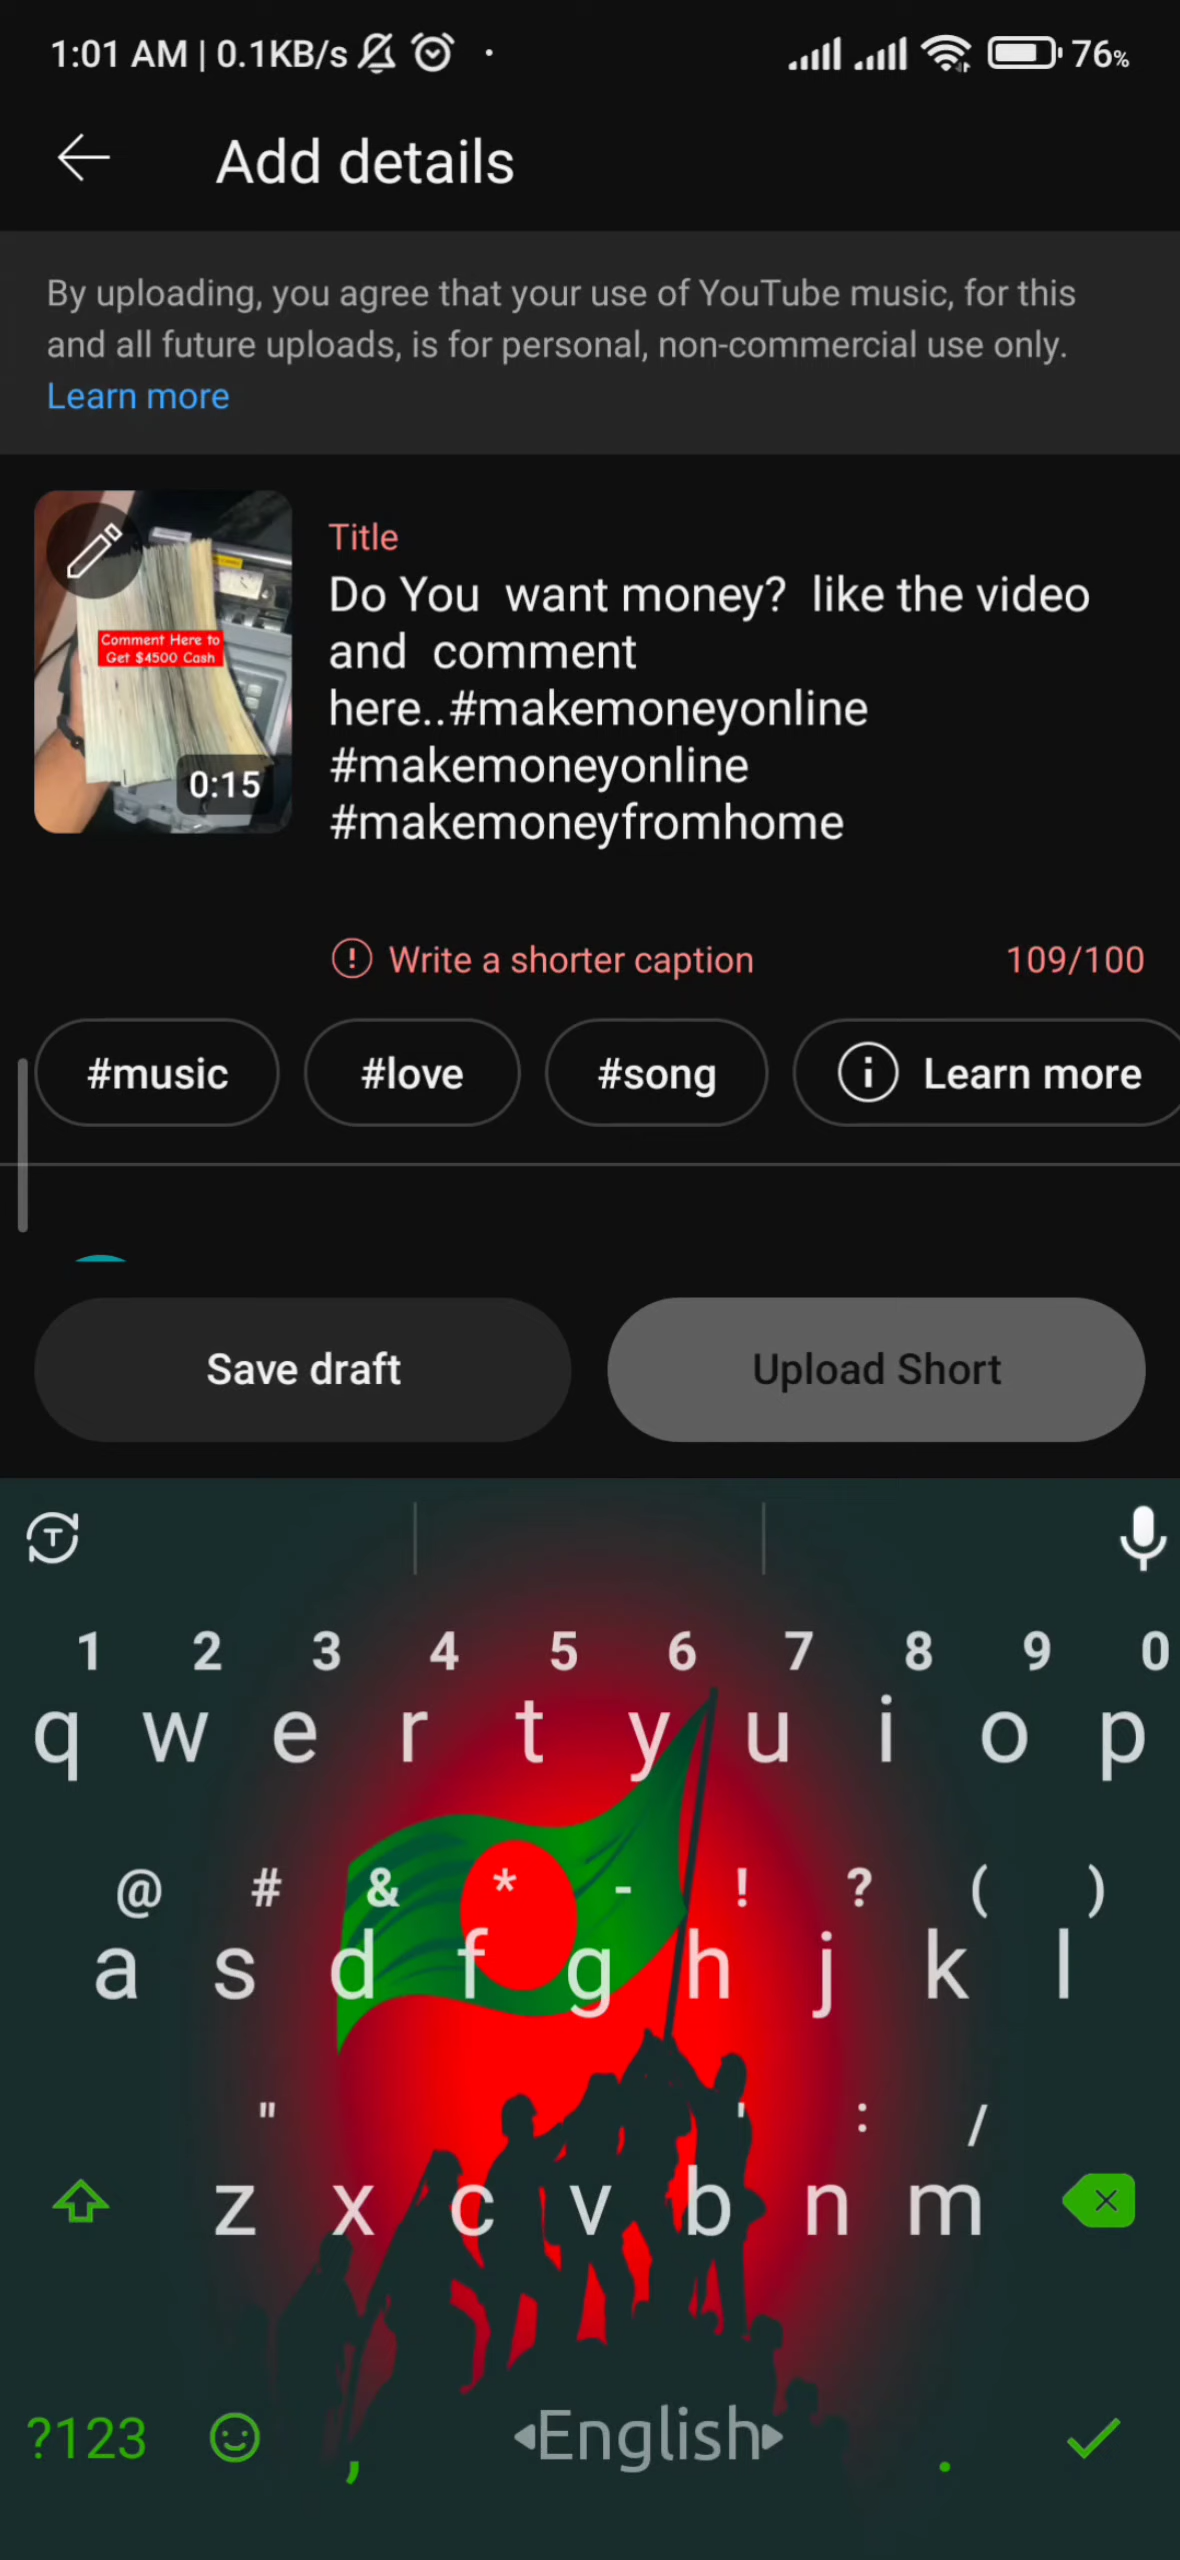 1:01 AM | 0.1KB/s
76%
Add details
By uploading, you agree that your use of YouTube music, for this
and all future uploads, is for personal, non-commercial use only.
Learn more
Title
Do You  want money?  like the video
and  comment
here..#makemoneyonline
#makemoneyonline
#makemoneyfromhome
Comment Here to
Get $4500 Cash
0:15
Write a shorter caption 109/100
#music #love #song Learn more
Save draft Upload Short
1 2 3 4 5 6 7 8 9 0
q w e r t y u i o p
@ # & * - ! ? ( )
a s d f g h j k l
" ' : /
z x c v b n m
?123 , English .